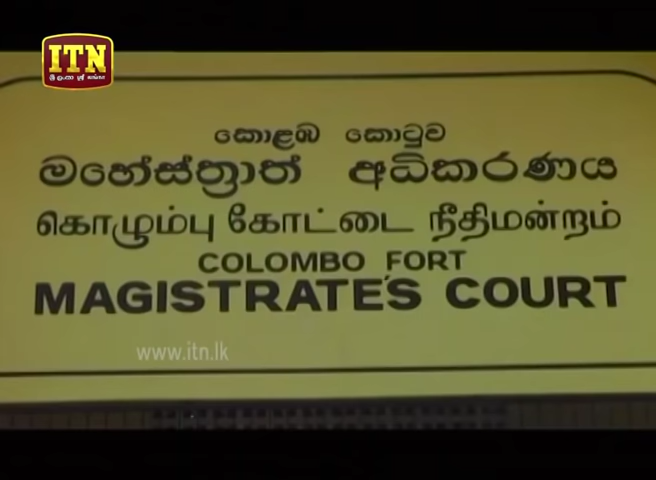 ITN
කොළඹ කොටුව
මහේස්ත්‍රාත් අධිකරණය
கொழும்பு கோட்டை நீதிமன்றம்
COLOMBO FORT
MAGISTRATE'S COURT
www.itn.lk